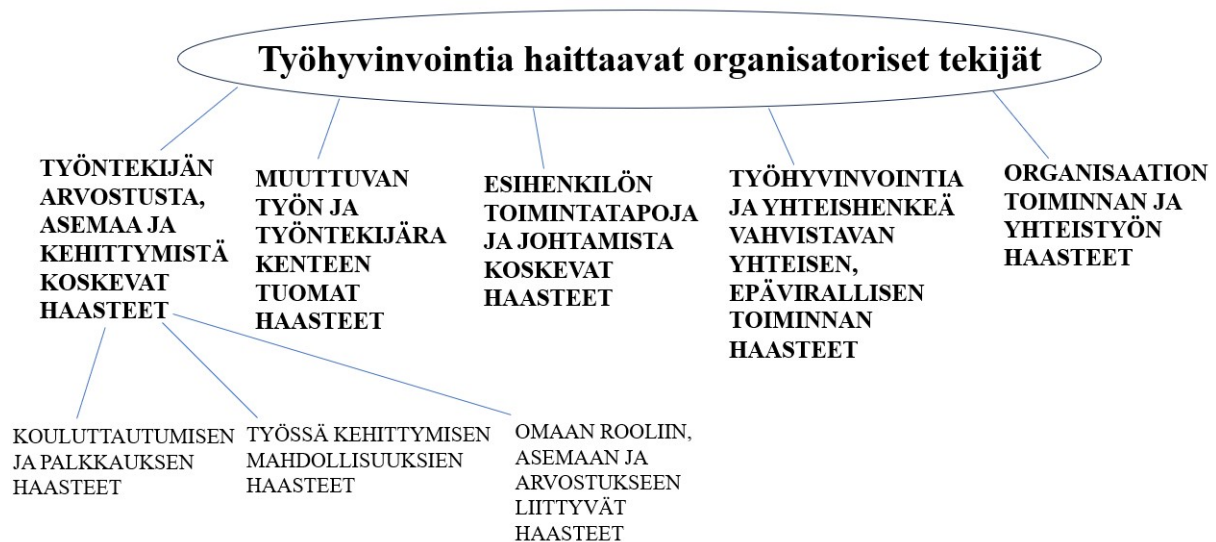 Työhyvinvointia haittaavat organisatoriset tekijät
TYÖNTEKIJÄN
ARVOSTUSTA,
ASEMAA JA
KEHITTYMISTÄ
KOSKEVAT
HAASTEET
MUUTTUVAN
TYÖN JA
TYÖNTEKIJÄRA
KENTEEN
TUOMAT
HAASTEET
ESIHENKILÖN
TOIMINTATAPOJA
JA JOHTAMISTA
KOSKEVAT
HAASTEET
TYÖHYVINVOINTIA
JA YHTEISHENKEÄ
VAHVISTAVAN
YHTEISEN,
EPÄVIRALLISEN
TOIMINNAN
HAASTEET
ORGANISAATION
TOIMINNAN JA
YHTEISTYÖN
HAASTEET
KOULUTTAUTUMISEN
JA PALKKAUKSEN
HAASTEET
TYÖSSÄ KEHITTYMISEN
MAHDOLLISUUKSIEN
HAASTEET
OMAAN ROOLIIN,
ASEMAAN JA
ARVOSTUKSEEN
LIITTYVÄT
HAASTEET